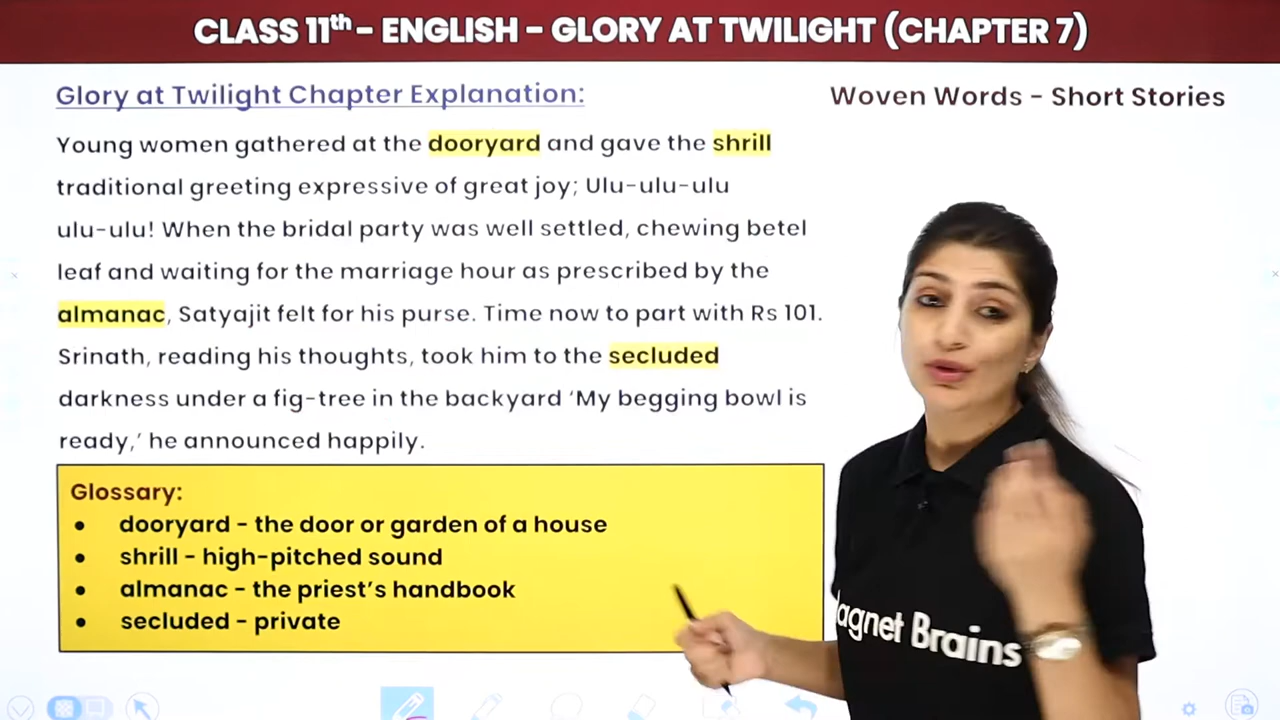 CLASS 11th - ENGLISH - GLORY AT TWILIGHT (CHAPTER 7)
Glory at Twilight Chapter Explanation:
Woven Words - Short Stories
Young women gathered at the dooryard and gave the shrill
traditional greeting expressive of great joy; Ulu-ulu-ulu
ulu-ulu! When the bridal party was well settled, chewing betel
leaf and waiting for the marriage hour as prescribed by the
almanac, Satyajit felt for his purse. Time now to part with Rs 101.
Srinath, reading his thoughts, took him to the secluded
darkness under a fig-tree in the backyard ‘My begging bowl is
ready,’ he announced happily.
Glossary:
• dooryard - the door or garden of a house
• shrill - high-pitched sound
• almanac - the priest’s handbook
• secluded - private
agnet Brains